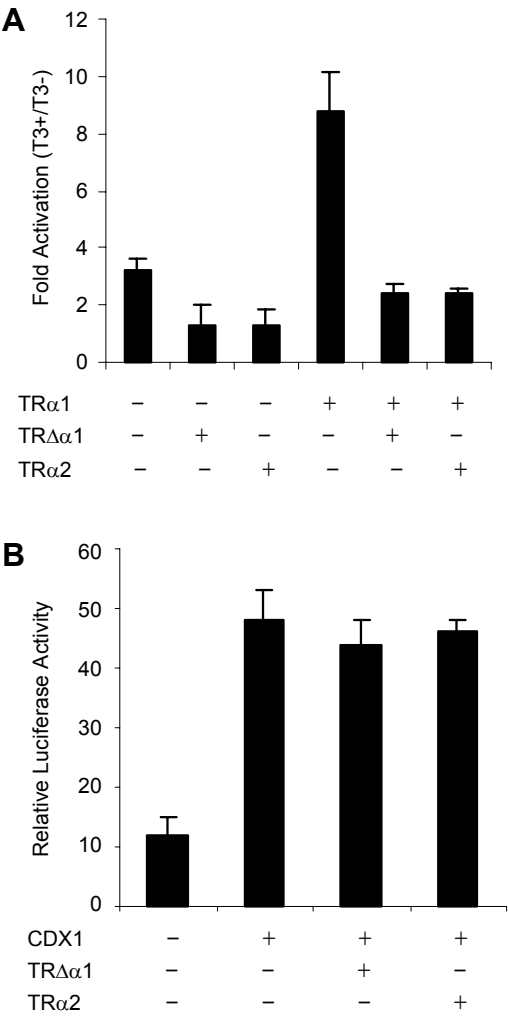 A
Fold Activation (T3+/T3-)
12
10
8
6
4
2
0
TRα1 − − − + + +
TRΔα1 − + − − + −
TRα2 − − + − − +
B
Relative Luciferase Activity
60
50
40
30
20
10
0
CDX1 − + + +
TRΔα1 − − + −
TRα2 − − − +